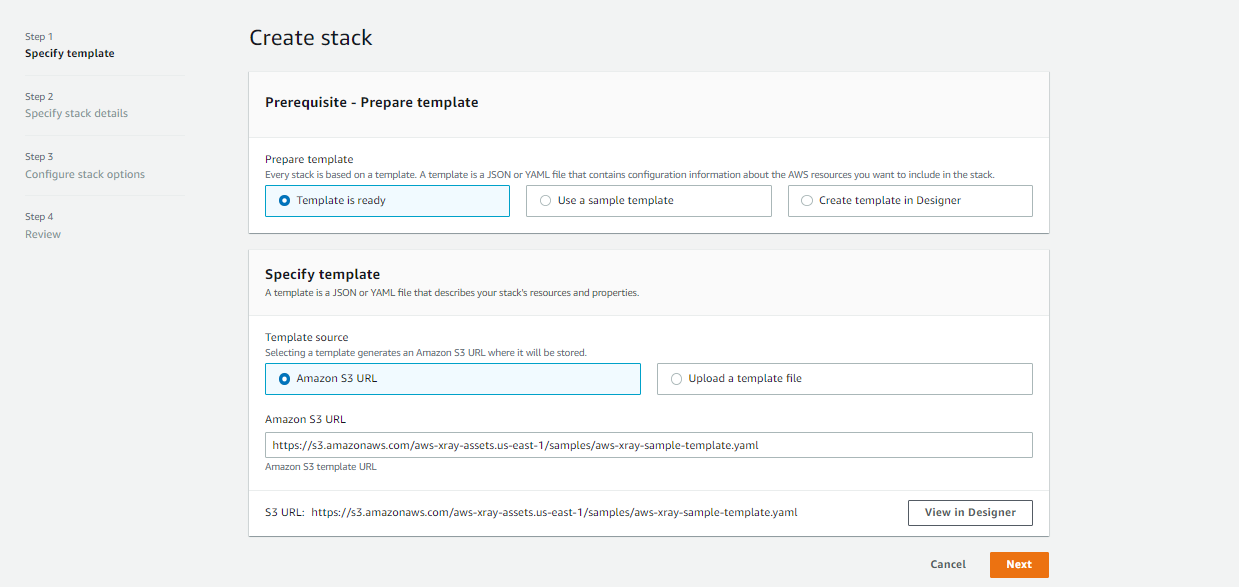 Step 1
Specify template
Step 2
Specify stack details
Step 3
Configure stack options
Step 4
Review
Create stack
Prerequisite - Prepare template
Prepare template
Every stack is based on a template. A template is a JSON or YAML file that contains configuration information about the AWS resources you want to include in the stack.
Template is ready
Use a sample template
Create template in Designer
Specify template
A template is a JSON or YAML file that describes your stack's resources and properties.
Template source
Selecting a template generates an Amazon S3 URL where it will be stored.
Amazon S3 URL
Upload a template file
Amazon S3 URL
https://s3.amazonaws.com/aws-xray-assets.us-east-1/samples/aws-xray-sample-template.yaml
Amazon S3 template URL
S3 URL: https://s3.amazonaws.com/aws-xray-assets.us-east-1/samples/aws-xray-sample-template.yaml
View in Designer
Cancel
Next